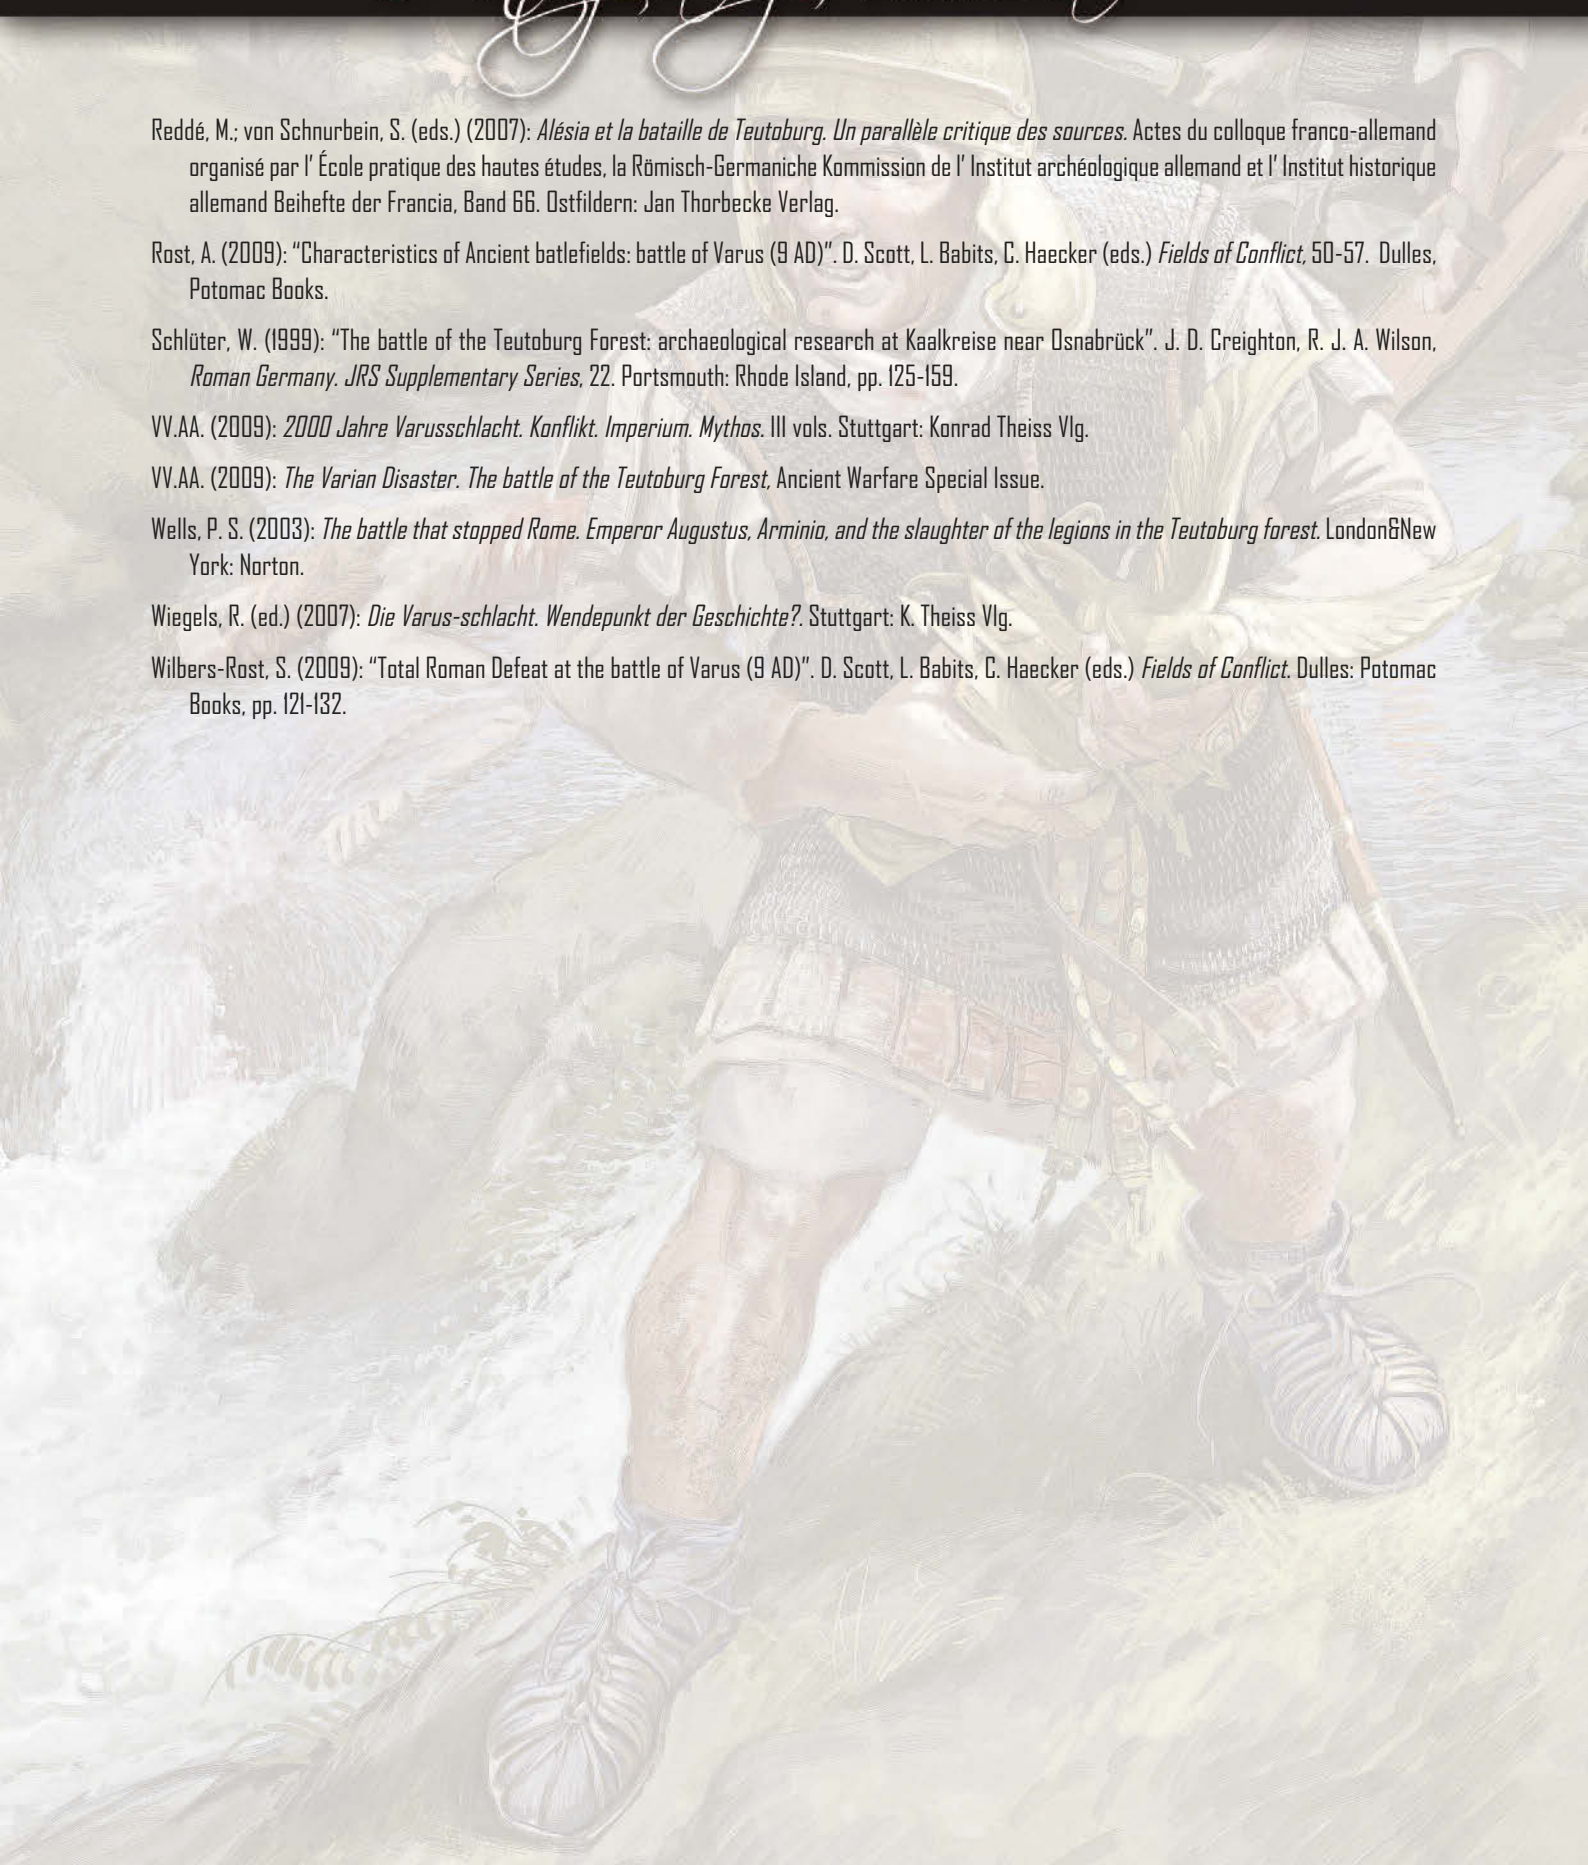 Reddé, M.; von Schnurbein, S. (eds.) (2007): Alésia et la bataille de Teutoburg. Un parallèle critique des sources. Actes du colloque franco-allemand
organisé par l' École pratique des hautes études, la Römisch-Germaniche Kommission de l' Institut archéologique allemand et l' Institut historique
allemand Beihefte der Francia, Band 66. Ostfildern: Jan Thorbecke Verlag.
Rost, A. (2009): “Characteristics of Ancient batlefields: battle of Varus (9 AD)”. D. Scott, L. Babits, C. Haecker (eds.) Fields of Conflict, 50-57. Dulles,
Potomac Books.
Schlüter, W. (1999): “The battle of the Teutoburg Forest: archaeological research at Kaalkreise near Osnabrück”. J. D. Creighton, R. J. A. Wilson,
Roman Germany. JRS Supplementary Series, 22. Portsmouth: Rhode Island, pp. 125-159.
VV.AA. (2009): 2000 Jahre Varusschlacht. Konflikt. Imperium. Mythos. III vols. Stuttgart: Konrad Theiss Vlg.
VV.AA. (2009): The Varian Disaster. The battle of the Teutoburg Forest, Ancient Warfare Special Issue.
Wells, P. S. (2003): The battle that stopped Rome. Emperor Augustus, Arminio, and the slaughter of the legions in the Teutoburg forest. London&New
York: Norton.
Wiegels, R. (ed.) (2007): Die Varus-schlacht. Wendepunkt der Geschichte?. Stuttgart: K. Theiss Vlg.
Wilbers-Rost, S. (2009): “Total Roman Defeat at the battle of Varus (9 AD)”. D. Scott, L. Babits, C. Haecker (eds.) Fields of Conflict. Dulles: Potomac
Books, pp. 121-132.